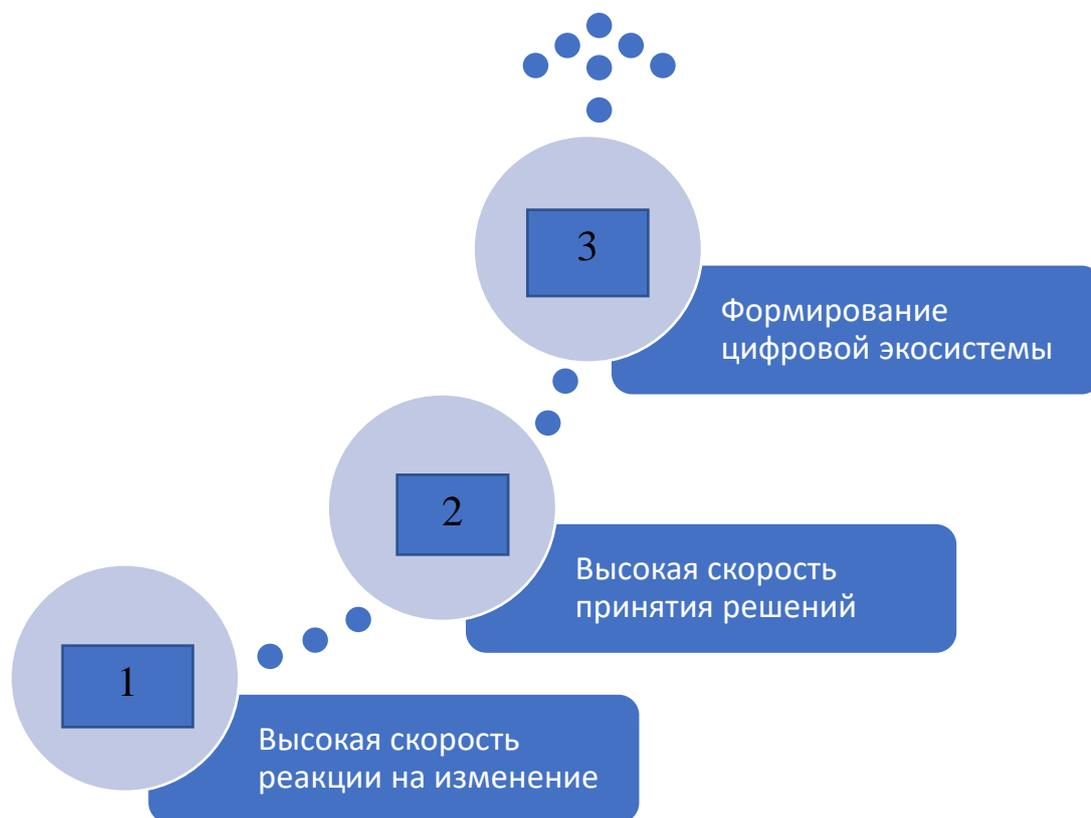 3
Формирование
цифровой экосистемы
2
Высокая скорость
принятия решений
1
Высокая скорость
реакции на изменение